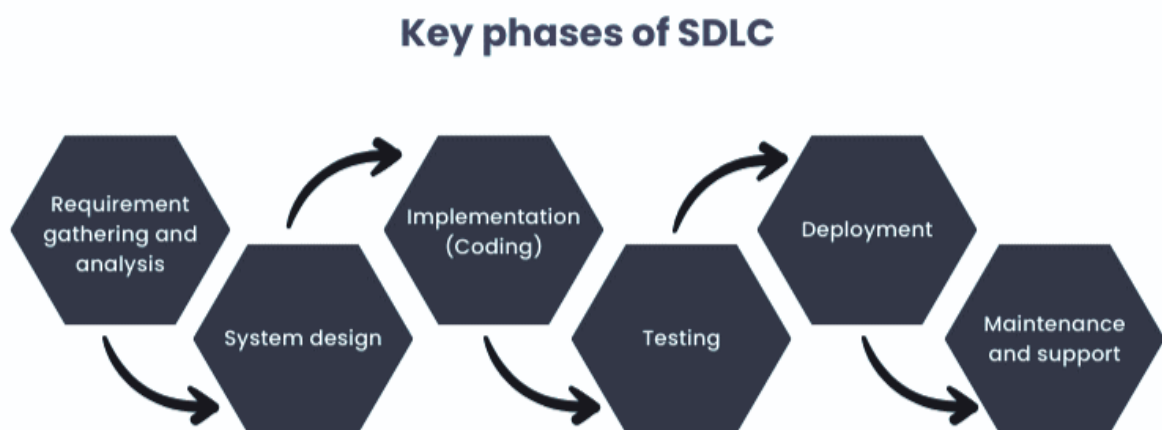 Key phases of SDLC
Requirement
gathering and
analysis
System design
Implementation
(Coding)
Testing
Deployment
Maintenance
and support